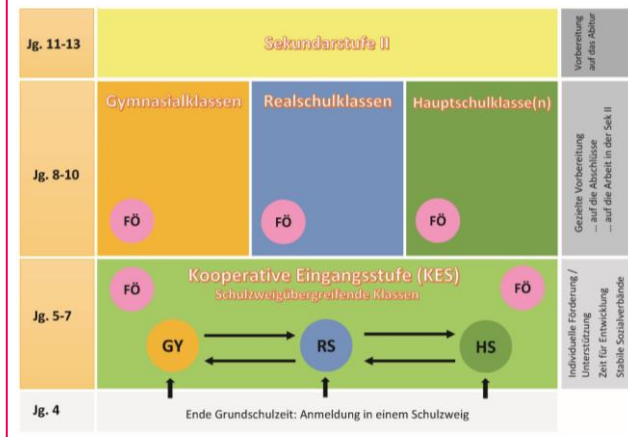 Jg. 11-13
Sekundarstufe II
Vorbereitung
auf das Abitur
Jg. 8-10
Gymnasialklassen
Realschulklassen
Hauptschulklasse(n)
FÖ
FÖ
FÖ
Gezielte Vorbereitung
... auf die Abschlüsse
... auf die Arbeit in der Sek II
Jg. 5-7
Kooperative Eingangsstufe (KES)
Schulzweigübergreifende Klassen
FÖ
FÖ
GY
RS
HS
Individuelle Förderung /
Unterstützung
Zeit für Entwicklung
Stabile Sozialverbände
Jg. 4
Ende Grundschulzeit: Anmeldung in einem Schulzweig